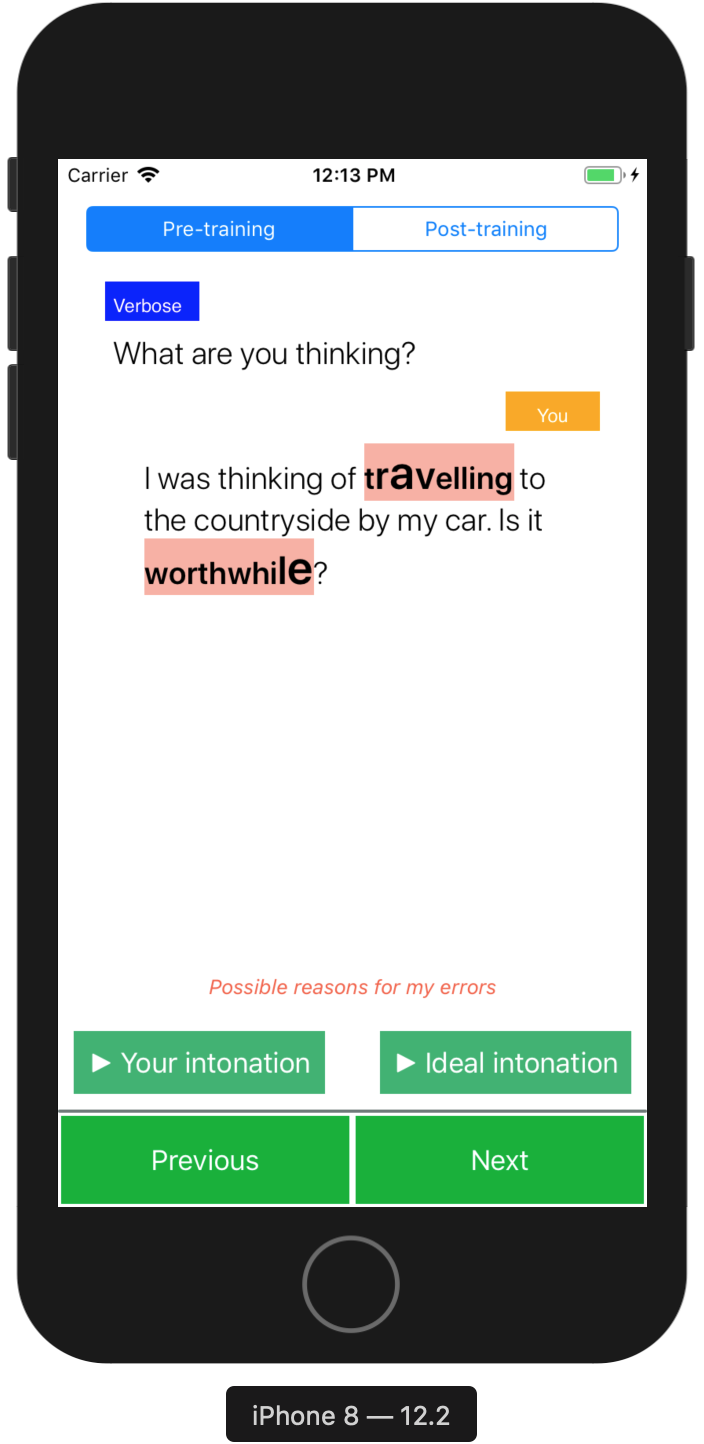 Carrier 12:13 PM
Pre-training Post-training
Verbose
What are you thinking?
You
I was thinking of travelling to
the countryside by my car. Is it
worthwhile?
Possible reasons for my errors
▶ Your intonation ▶ Ideal intonation
Previous Next
iPhone 8 — 12.2